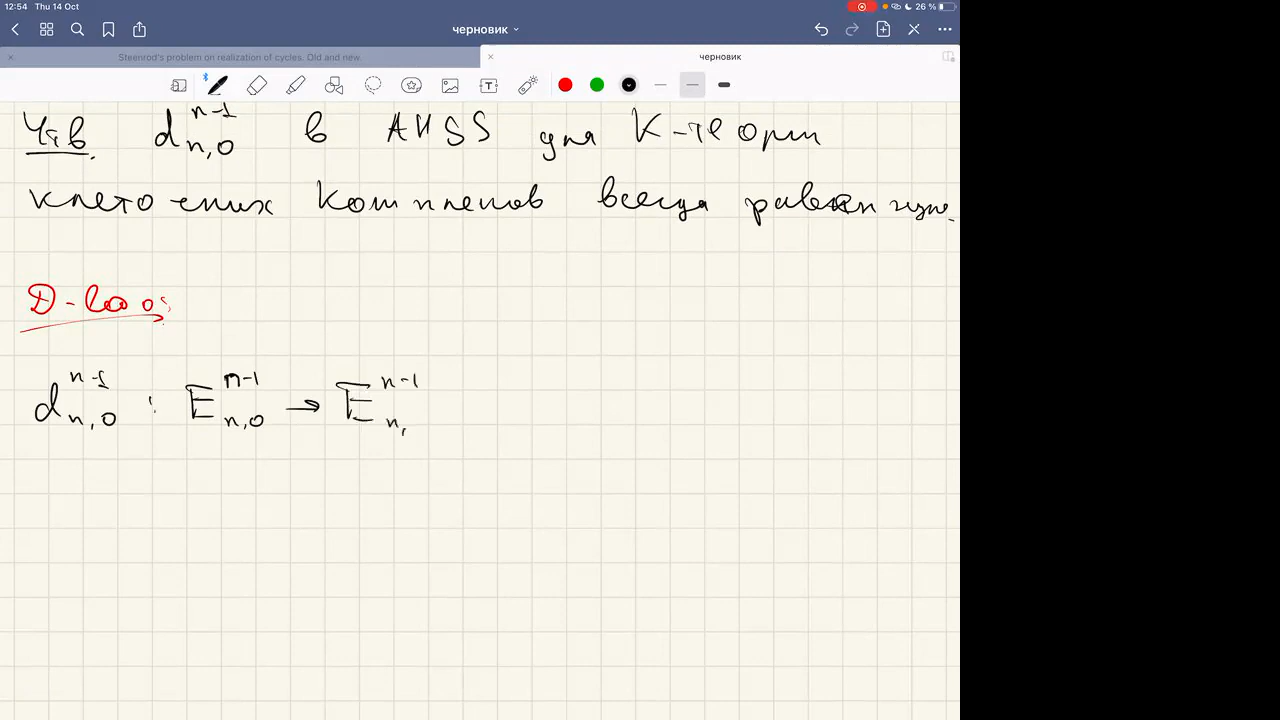 12:54 Thu 14 Oct
26 %
черновик
Steenrod's problem on realization of cycles. Old and new.
черновик
Утв. d^{n-1}_{n,0} в AHSS для K-теории
клеточных комплексов всегда равен нулю.
Д-во:
d^{n-1}_{n,0} : E^{n-1}_{n,0} → E^{n-1}_{n,